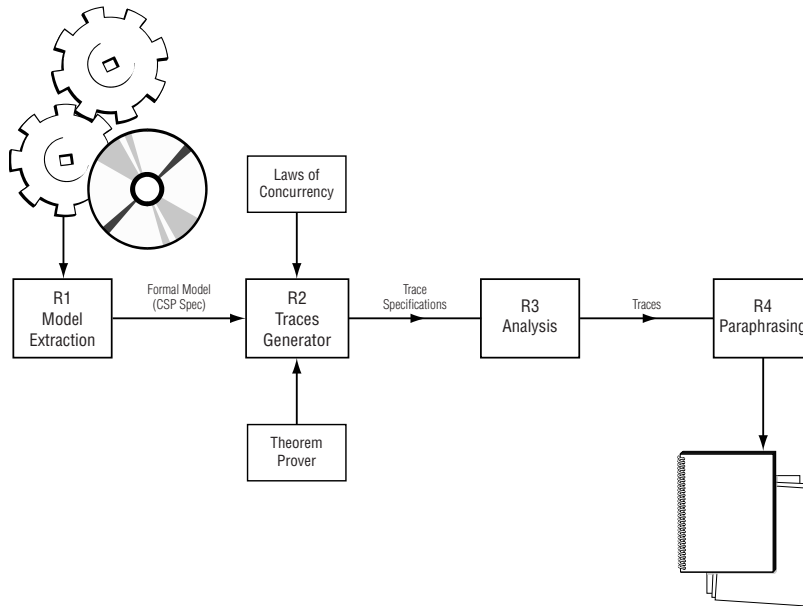 Laws of
Concurrency
R1
Model
Extraction
Formal Model
(CSP Spec)
R2
Traces
Generator
Trace
Specifications
R3
Analysis
Traces
R4
Paraphrasing
Theorem
Prover